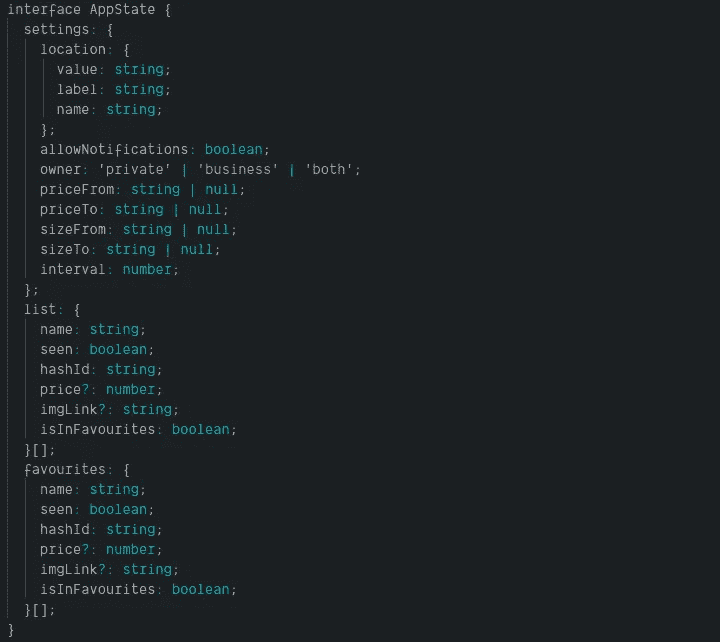 interface AppState {
settings: {
location: {
value: string;
label: string;
name: string;
};
allowNotifications: boolean;
owner: 'private' | 'business' | 'both';
priceFrom: string | null;
priceTo: string | null;
sizeFrom: string | null;
sizeTo: string | null;
interval: number;
};
list: {
name: string;
seen: boolean;
hashId: string;
price?: number;
imgLink?: string;
isInFavourites: boolean;
}[];
favourites: {
name: string;
seen: boolean;
hashId: string;
price?: number;
imgLink?: string;
isInFavourites: boolean;
}[];
}